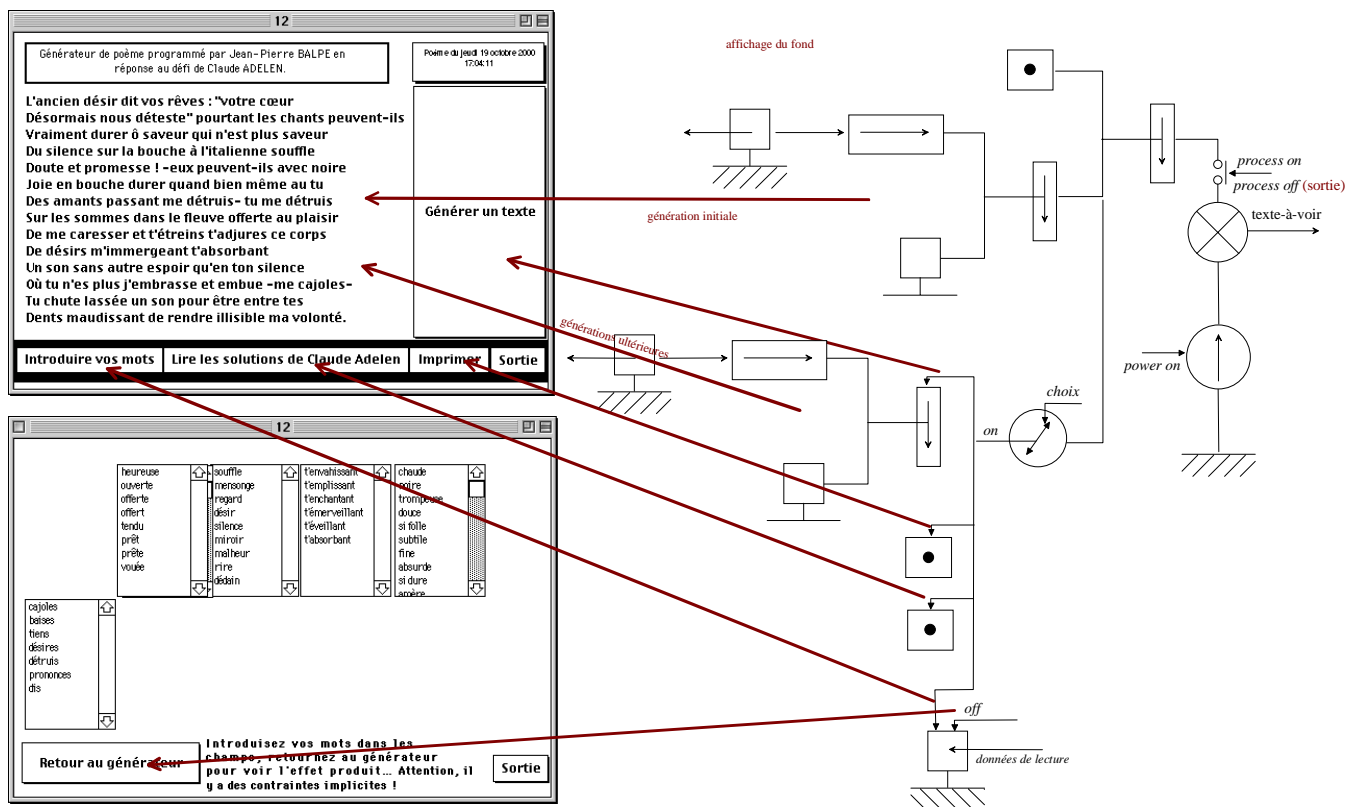 12
Générateur de poème programmé par Jean-Pierre BALPE en
réponse au défi de Claude ADELEN.
Poème du jeudi 19 octobre 2000
17:04:11
L'ancien désir dit vos rêves : "votre cœur
Désormais nous déteste" pourtant les chants peuvent-ils
Vraiment durer ô saveur qui n'est plus saveur
Du silence sur la bouche à l'italienne souffle
Doute et promesse ! -eux peuvent-ils avec noire
Joie en bouche durer quand bien même au tu
Des amants passant me détruis- tu me détruis
Sur les sommes dans le fleuve offerte au plaisir
De me caresser et t'étreins t'adjures ce corps
De désirs m'immergeant t'absorbant
Un son sans autre espoir qu'en ton silence
Où tu n'es plus j'embrasse et embue -me cajoles-
Tu chute lassée un son pour être entre tes
Dents maudissant de rendre illisible ma volonté.
Générer un texte
Introduire vos mots
Lire les solutions de Claude Adelen
Imprimer
Sortie
12
heureuse
ouverte
offerte
offert
tendu
prêt
prête
vouée
souffle
mensonge
regard
désir
silence
miroir
malheur
rire
dédain
t'envahissant
t'emplissant
t'enchantant
t'émerveillant
t'éveillant
t'absorbant
chaude
noire
trompeuse
douce
si folle
subtile
fine
absurde
si dure
amère
cajoles
baises
tiens
désires
détruis
prononces
dis
Retour au générateur
Introduisez vos mots dans les
champs, retournez au générateur
pour voir l'effet produit... Attention, il
y a des contraintes implicites !
Sortie
affichage du fond
génération initiale
générations ultérieures
process on
process off (sortie)
texte-à-voir
power on
choix
on
off
données de lecture